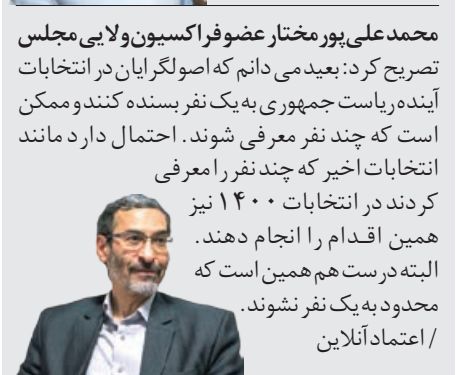 محمدعلی‌پورمختار عضو فراکسیون ولایی مجلس
تصریح کرد: بعید می دانم که اصولگرایان در انتخابات
آینده ریاست جمهوری به یک نفر بسنده کنند و ممکن
است که چند نفر معرفی شوند. احتمال دارد مانند
انتخابات اخیر که چند نفر را معرفی
کردند در انتخابات ۱۴۰۰ نیز
همین اقدام را انجام دهند.
البته درست هم همین است که
محدود به یک نفر نشوند.
/ اعتمادآنلاین